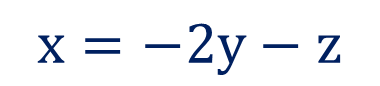 x = −2y − z